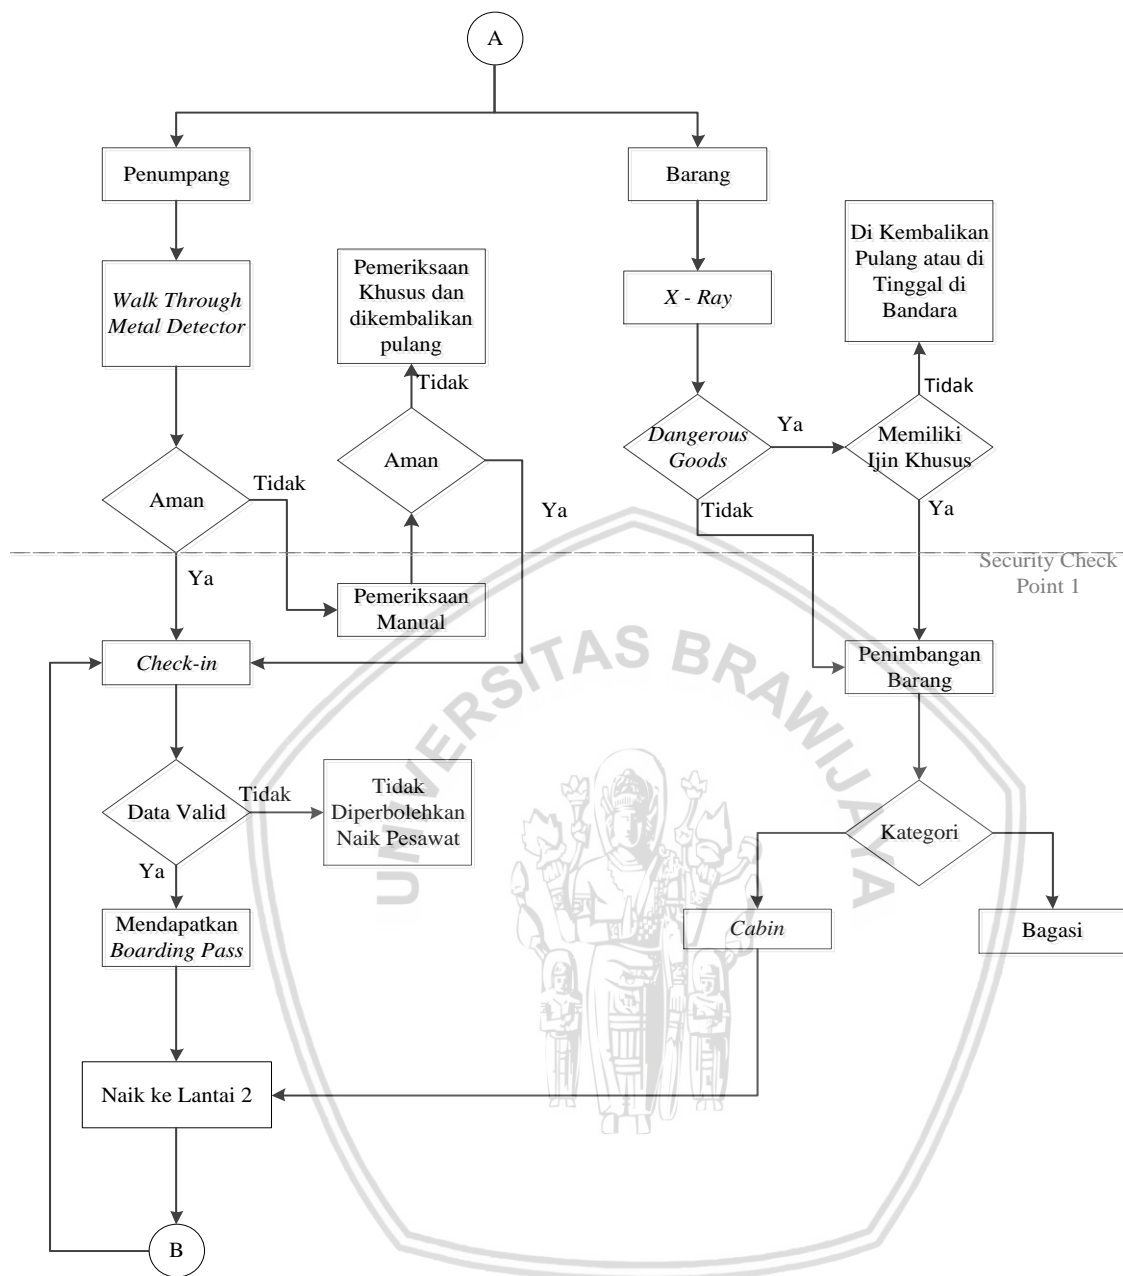 A
Penumpang
Barang
Walk Through
Metal Detector
Pemeriksaan
Khusus dan
dikembalikan
pulang
X - Ray
Di Kembalikan
Pulang atau di
Tinggal di
Bandara
Tidak
Tidak
Aman
Tidak
Aman
Ya
Dangerous
Goods
Ya
Memiliki
Ijin Khusus
Tidak
Ya
Ya
Security Check
Point 1
Pemeriksaan
Manual
Check-in
Penimbangan
Barang
UNIVERSITAS BRAWIJAYA
Data Valid
Tidak
Tidak
Diperbolehkan
Naik Pesawat
Kategori
Ya
Mendapatkan
Boarding Pass
Cabin
Bagasi
Naik ke Lantai 2
B